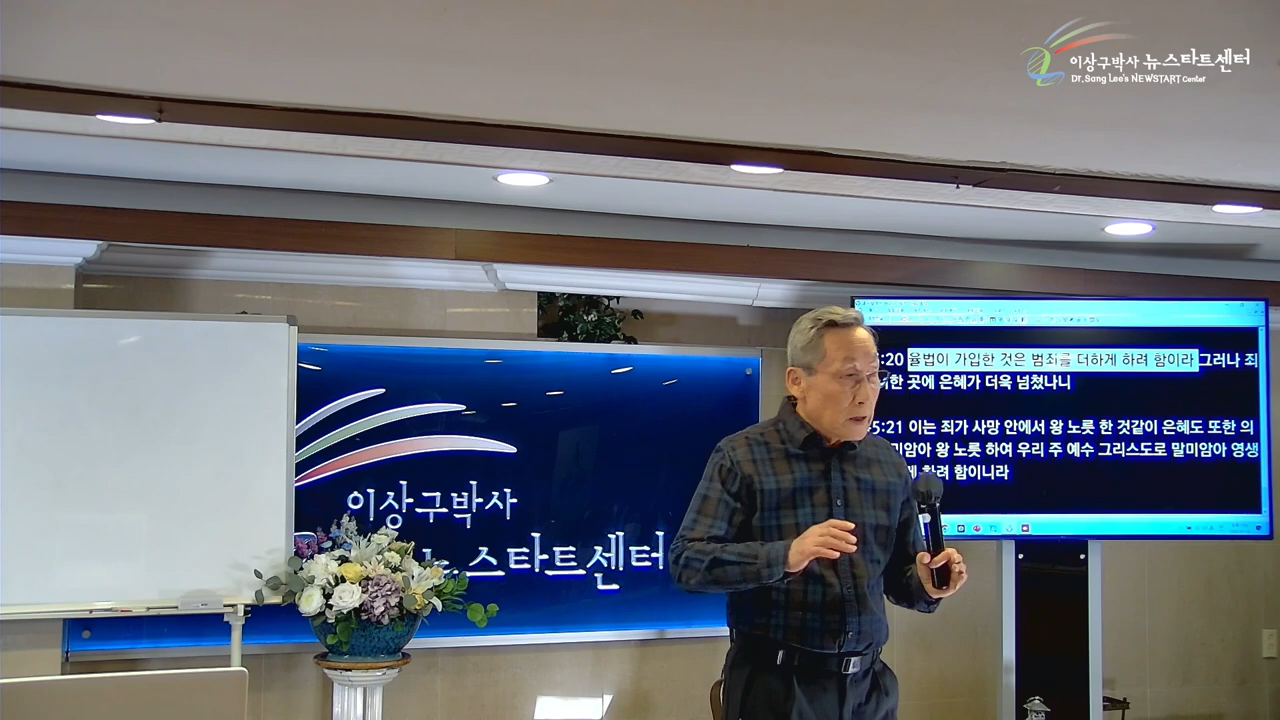 이상구박사 뉴스타트센터
Dr. Sang Lee's NEWSTART Center
:20 율법이 가입한 것은 범죄를 더하게 하려 함이라 그러나 죄
한 곳에 은혜가 더욱 넘쳤나니
5:21 이는 죄가 사망 안에서 왕 노릇 한 것같이 은혜도 또한 의
미암아 왕 노릇 하여 우리 주 예수 그리스도로 말미암아 영생
하려 함이니라
이상구박사
뉴스타트센터